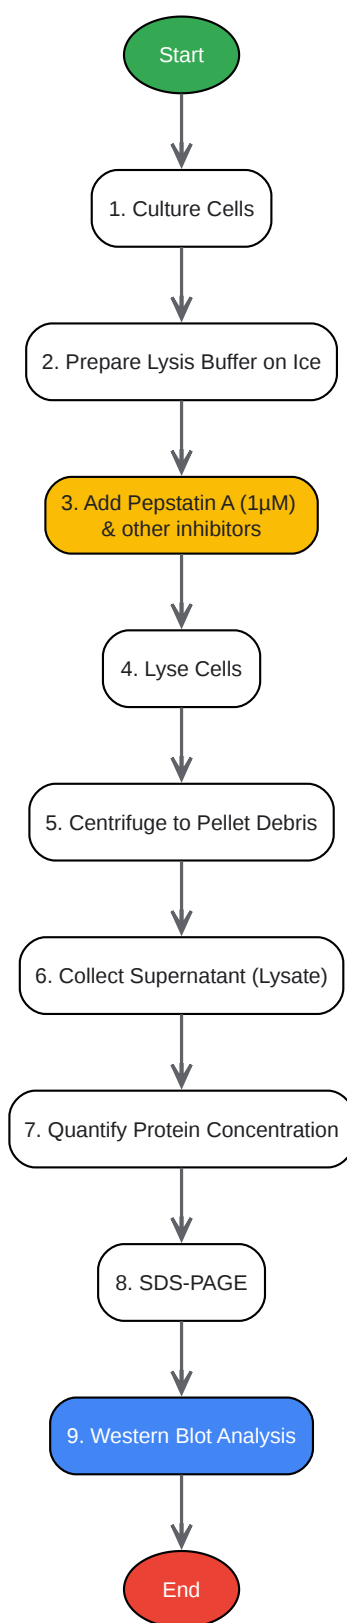 Start
1. Culture Cells
2. Prepare Lysis Buffer on Ice
3. Add Pepstatin A (1µM)
& other inhibitors
4. Lyse Cells
5. Centrifuge to Pellet Debris
6. Collect Supernatant (Lysate)
7. Quantify Protein Concentration
8. SDS-PAGE
9. Western Blot Analysis
End